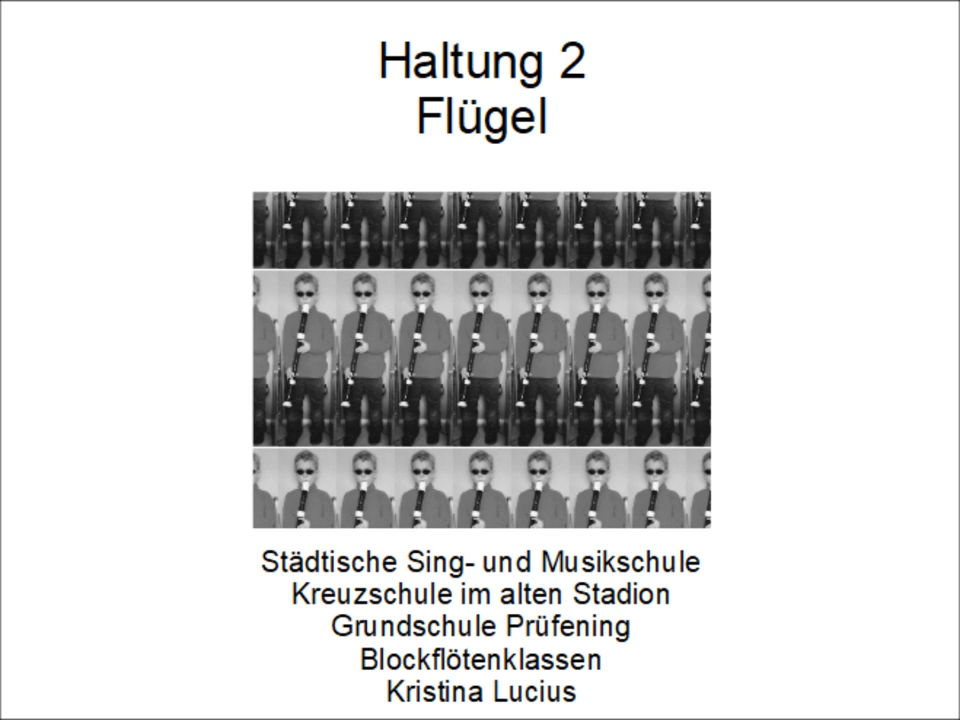 Haltung 2
Flügel
Städtische Sing- und Musikschule
Kreuzschule im alten Stadion
Grundschule Prüfening
Blockflötenklassen
Kristina Lucius